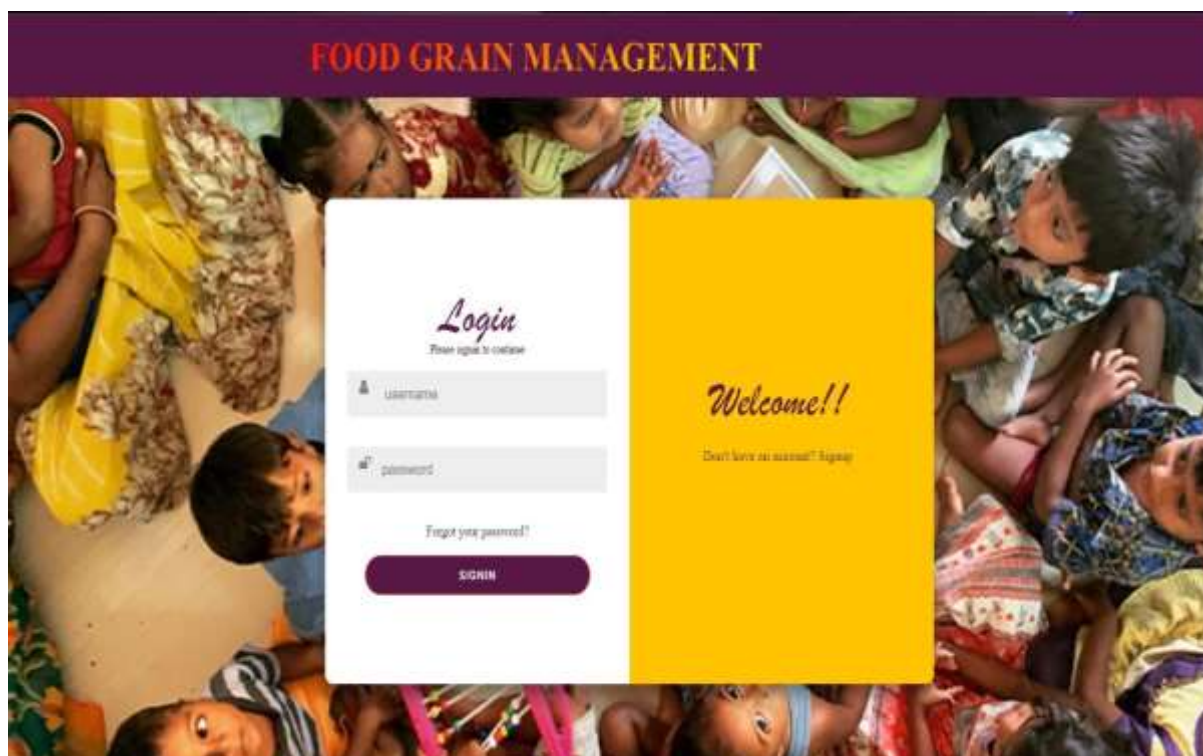 FOOD GRAIN MANAGEMENT
Login
Please signin to continue
username
password
Forgot your password?
SIGNIN
Welcome!!
Don't have an account? Signup